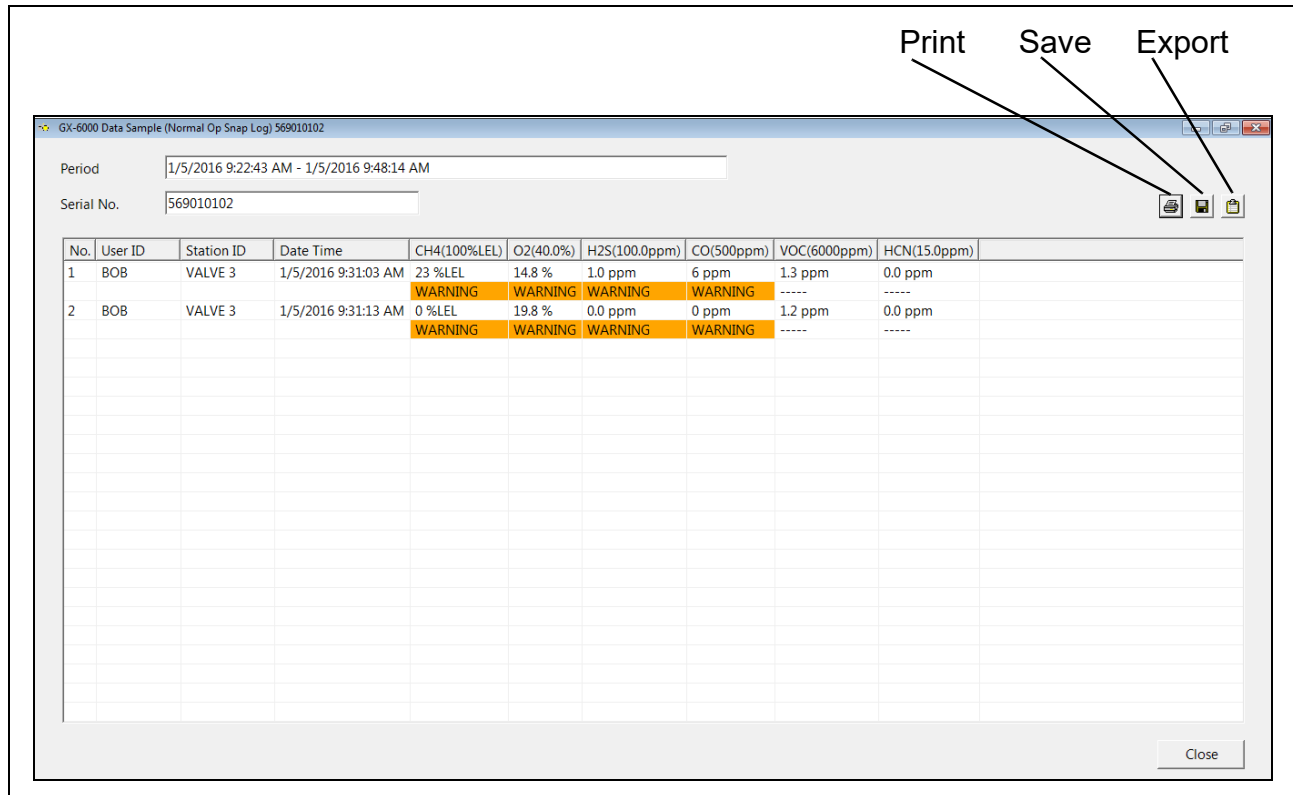 Print Save Export
GX-6000 Data Sample (Normal Op Snap Log) 569010102
Period 1/5/2016 9:22:43 AM - 1/5/2016 9:48:14 AM
Serial No. 569010102
No. User ID Station ID Date Time CH4(100%LEL) O2(40.0%) H2S(100.0ppm) CO(500ppm) VOC(6000ppm) HCN(15.0ppm)
1 BOB VALVE 3 1/5/2016 9:31:03 AM 23 %LEL 14.8 % 1.0 ppm 6 ppm 1.3 ppm 0.0 ppm
WARNING WARNING WARNING WARNING ----- -----
2 BOB VALVE 3 1/5/2016 9:31:13 AM 0 %LEL 19.8 % 0.0 ppm 0 ppm 1.2 ppm 0.0 ppm
WARNING WARNING WARNING WARNING ----- -----
Close